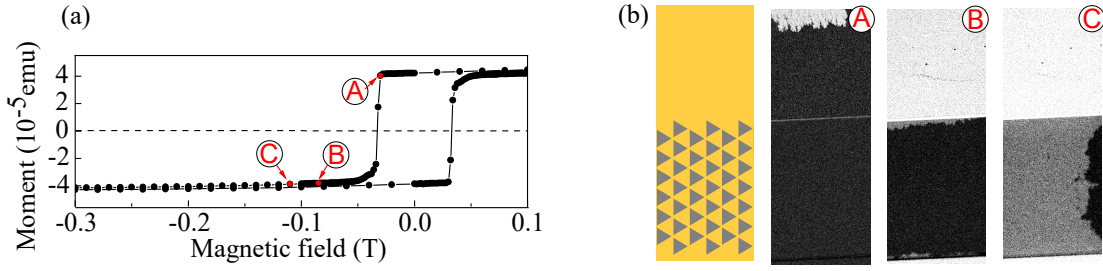 (a)
Moment (10⁻⁵emu)
4
2
0
-2
-4
A
C
B
-0.3
-0.2
-0.1
0.0
0.1
Magnetic field (T)
(b)
A
B
C